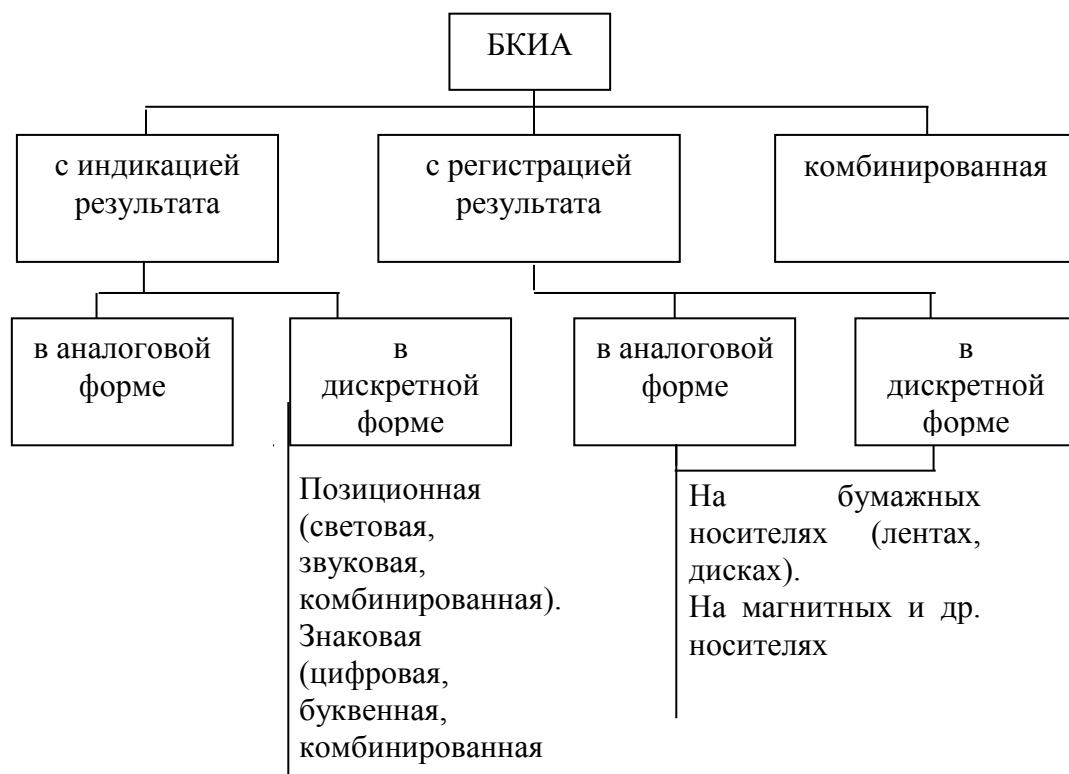 БКИА
с индикацией
результата
с регистрацией
результата
комбинированная
в аналоговой
форме
в
дискретной
форме
в аналоговой
форме
в
дискретной
форме
Позиционная
(световая,
звуковая,
комбинированная).
Знаковая
(цифровая,
буквенная,
комбинированная
На бумажных
носителях (лентах,
дисках).
На магнитных и др.
носителях